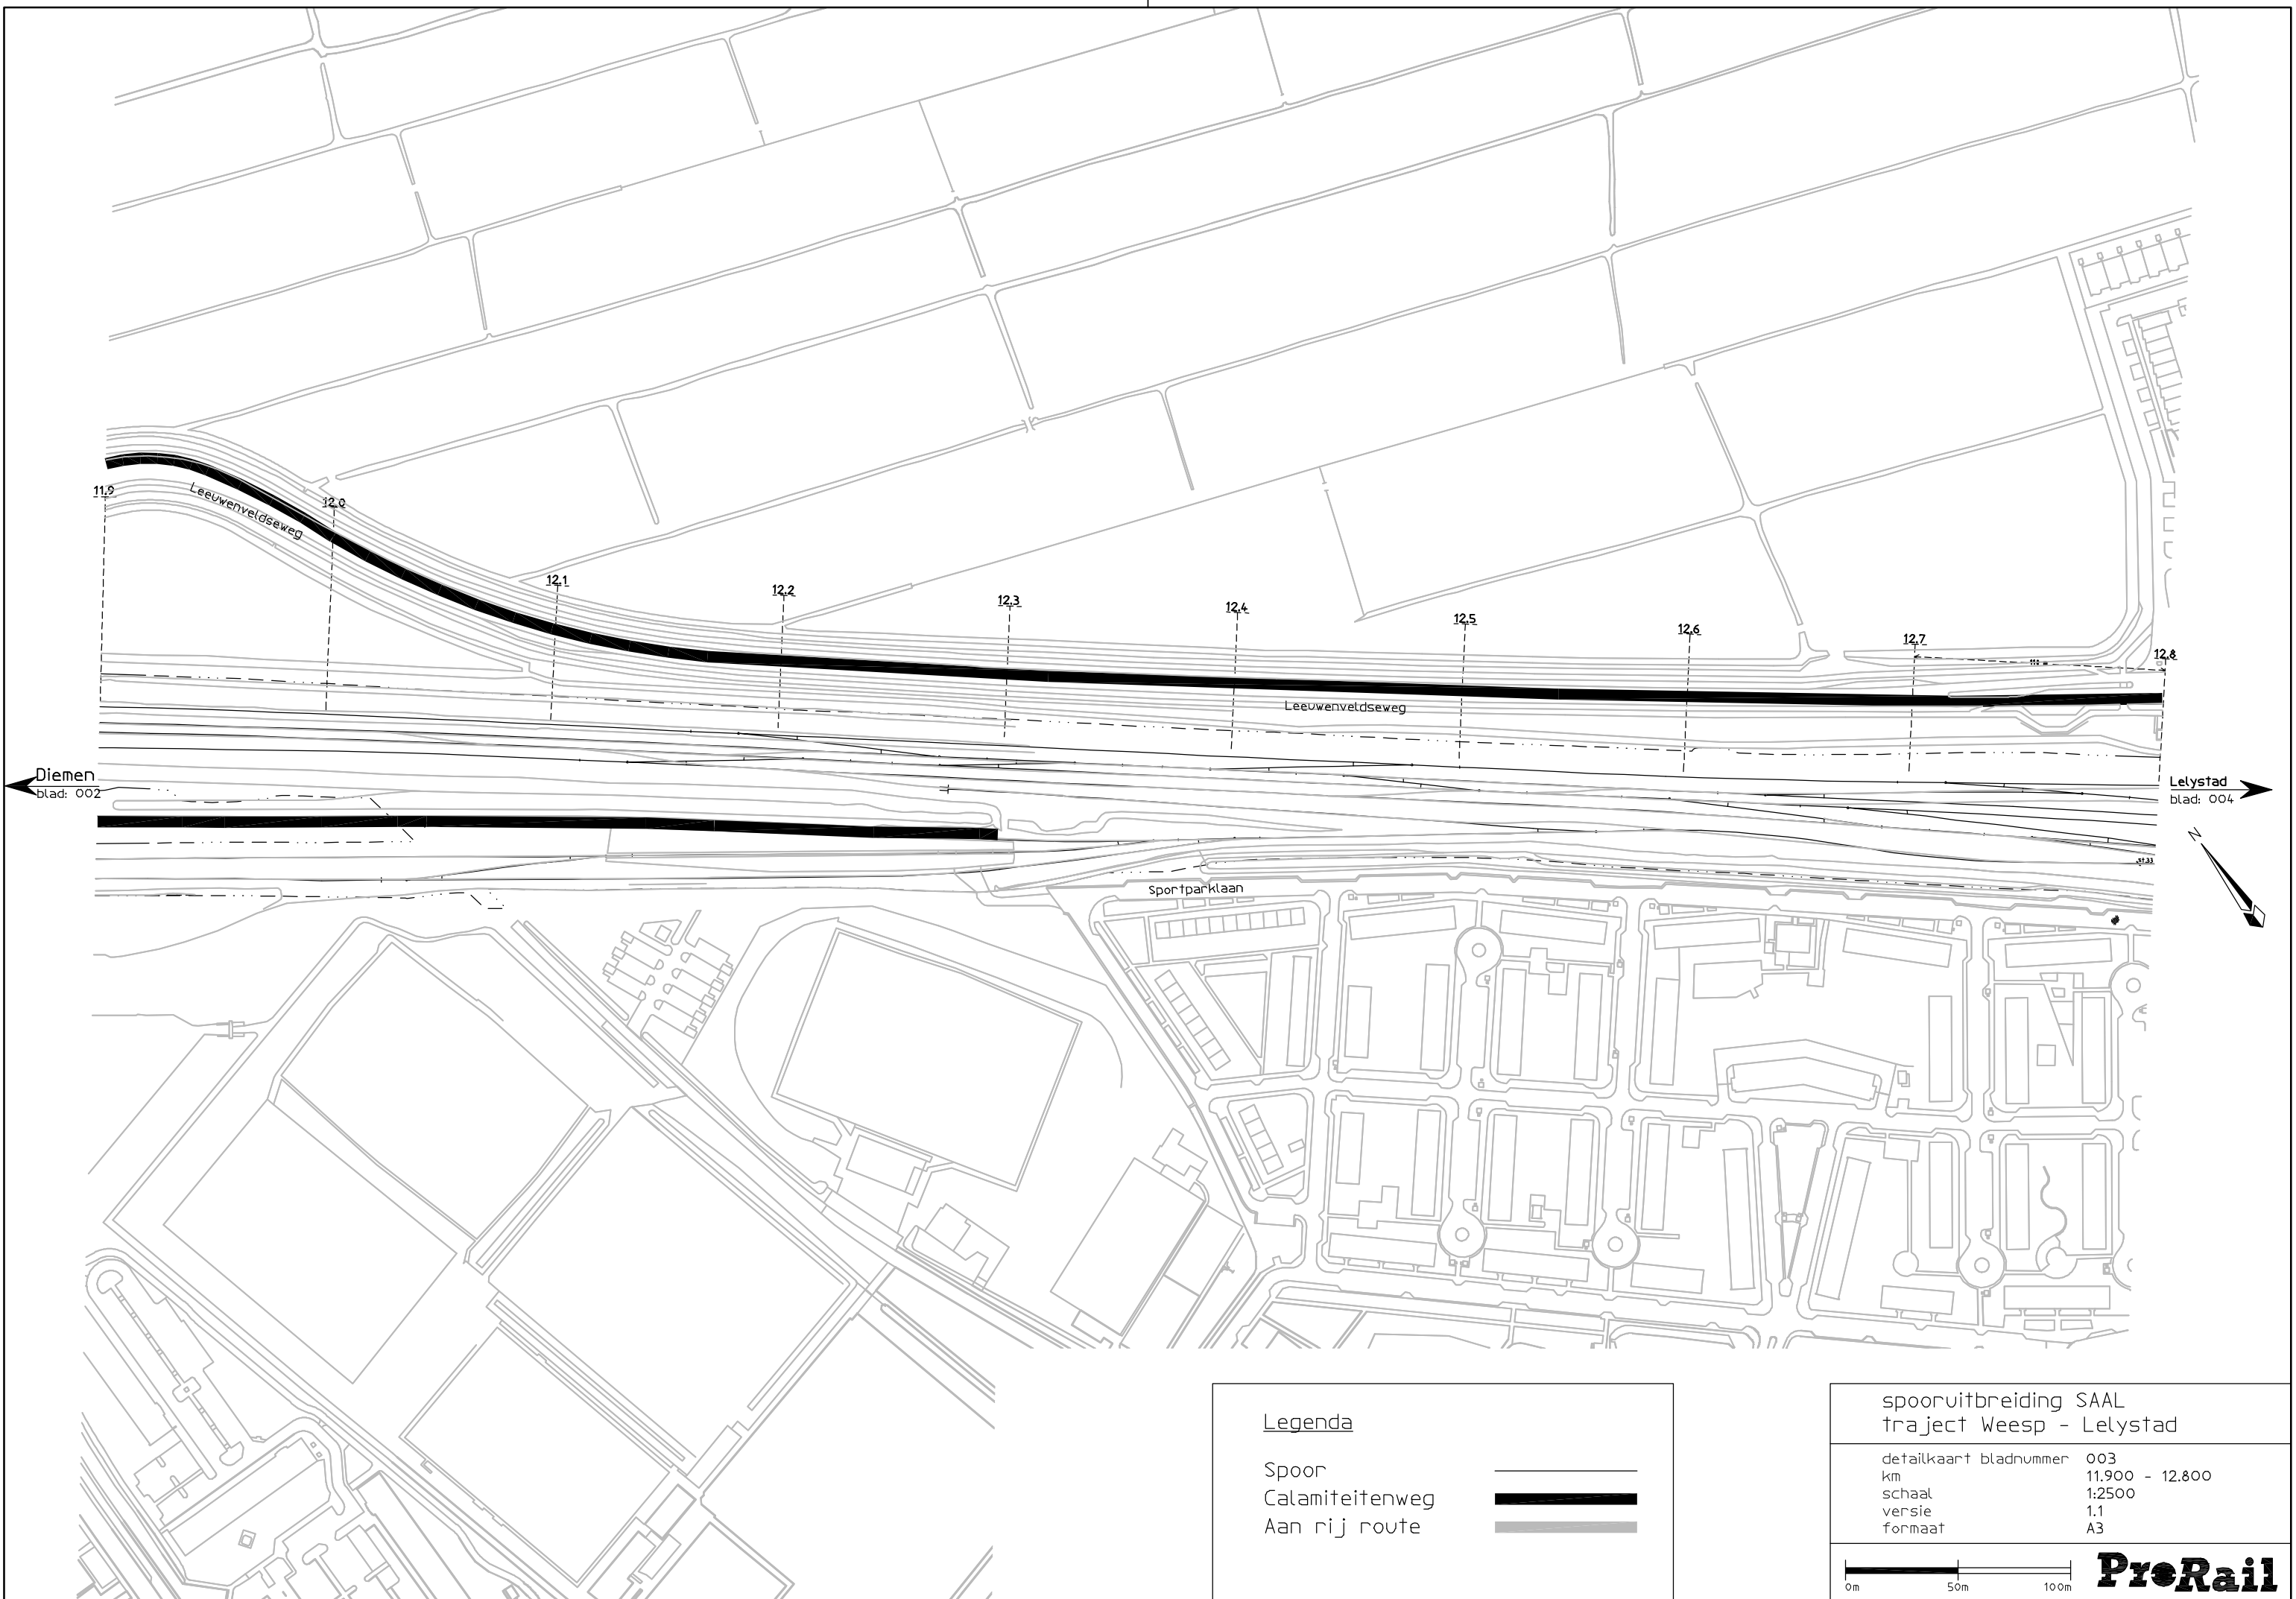 11.9
Leeuwenveldseweg
12.0
12.1
12.2
12.3
12.4
12.5
12.6
12.7
12.8
Leeuwenveldseweg
Diemen
blad: 002
Lelystad
blad: 004
N
Sportparklaan
Legenda
Spoor
Calamiteitenweg
Aan rij route
spooruitbreiding SAAL
traject Weesp - Lelystad
detailkaart bladnummer 003
km 11.900 - 12.800
schaal 1:2500
versie 1.1
formaat A3
0m 50m 100m
ProRail